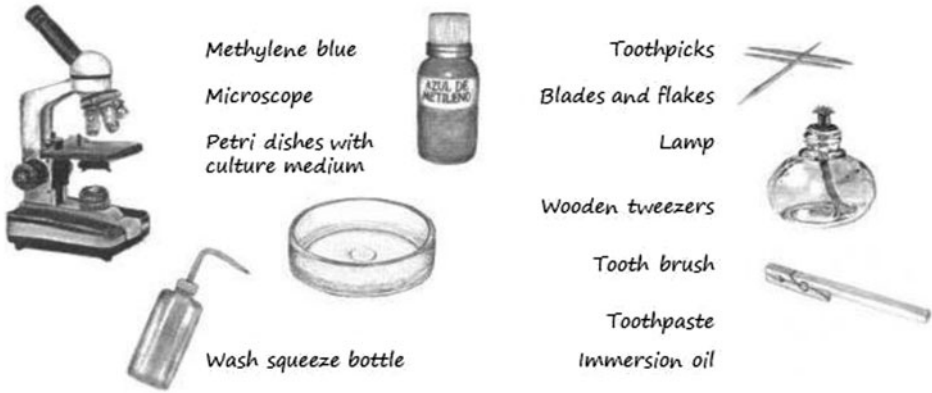 Methylene blue
Microscope
Petri dishes with
culture medium
Wash squeeze bottle
AZUL DE
METILENO
Toothpicks
Blades and flakes
Lamp
Wooden tweezers
Tooth brush
Toothpaste
Immersion oil